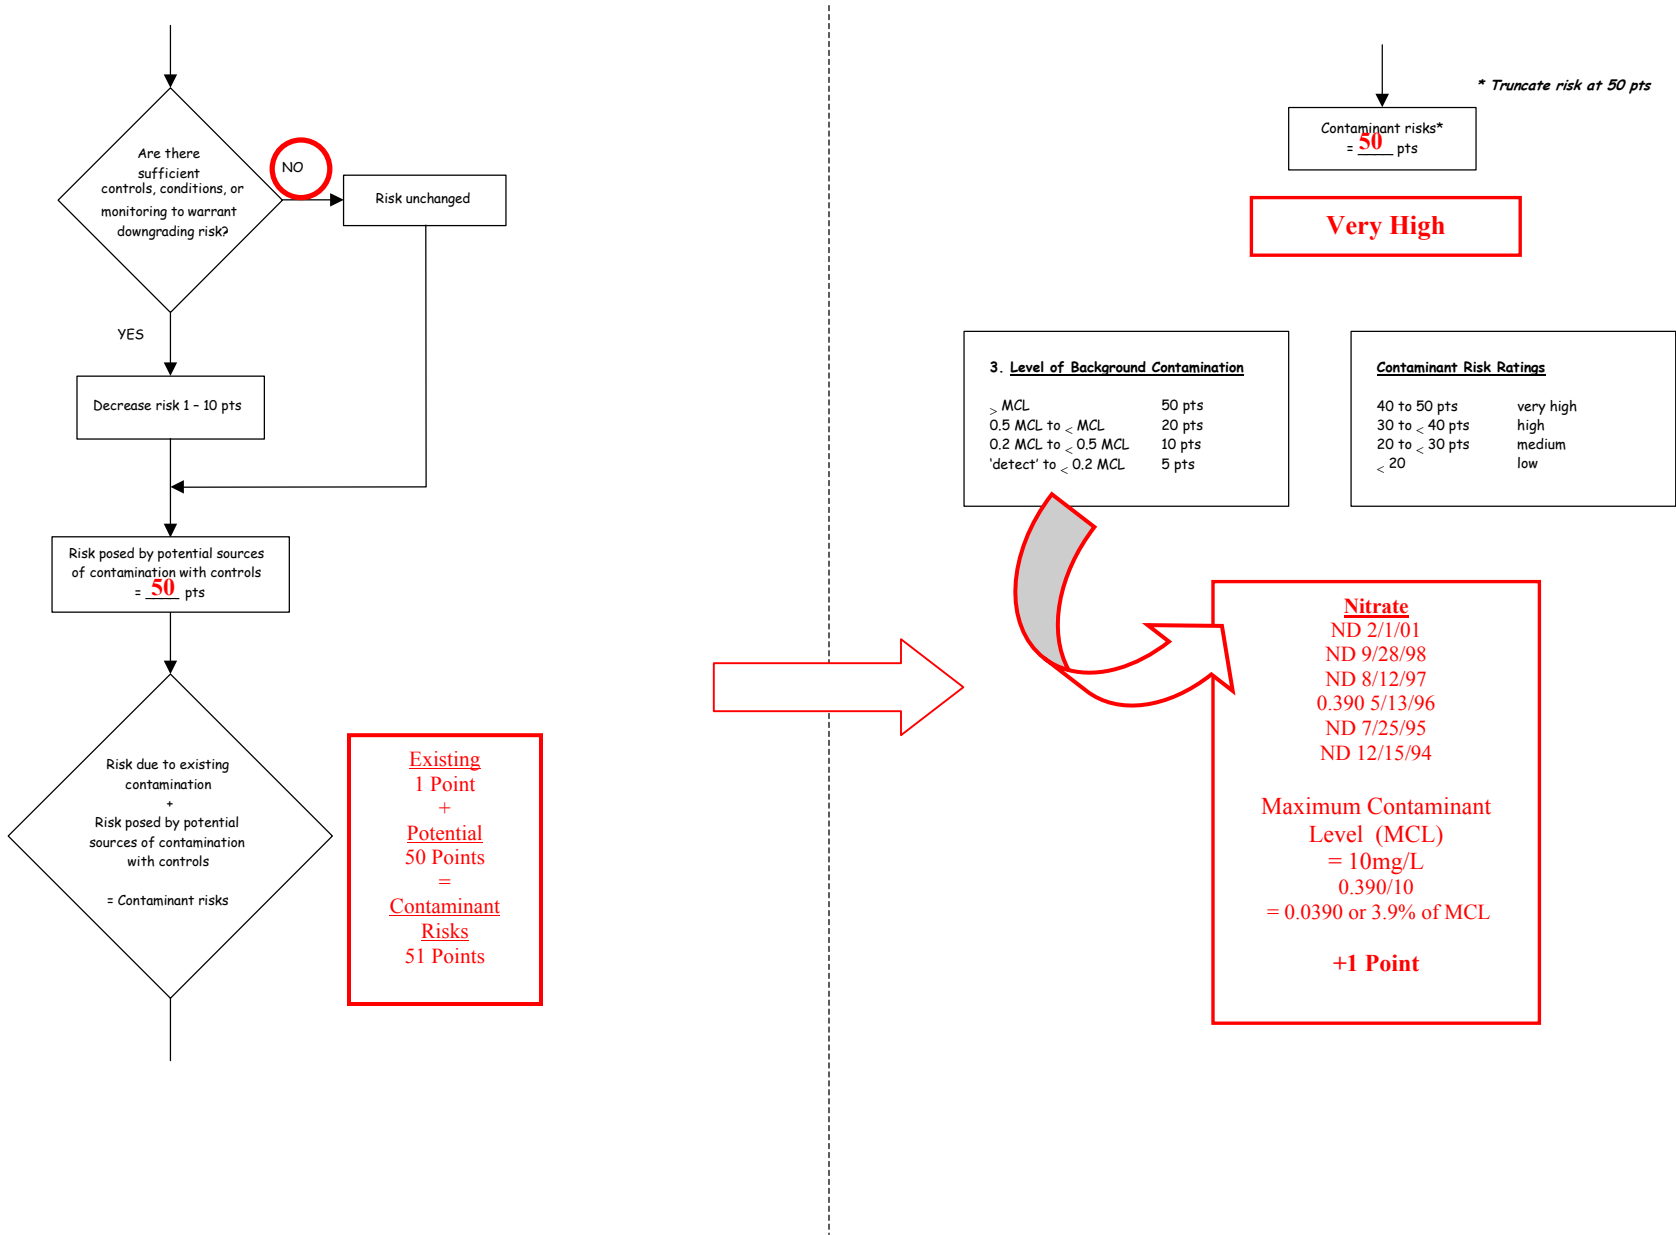 Are there
sufficient
controls, conditions, or
monitoring to warrant
downgrading risk?
NO
Risk unchanged
YES
Decrease risk 1 – 10 pts
Risk posed by potential sources
of contamination with controls
= 50 pts
Risk due to existing
contamination
+
Risk posed by potential
sources of contamination
with controls
= Contaminant risks
Existing
1 Point
+
Potential
50 Points
=
Contaminant
Risks
51 Points
* Truncate risk at 50 pts
Contaminant risks*
= 50 pts
Very High
3. Level of Background Contamination
> MCL 50 pts
0.5 MCL to < MCL 20 pts
0.2 MCL to < 0.5 MCL 10 pts
'detect' to < 0.2 MCL 5 pts
Contaminant Risk Ratings
40 to 50 pts very high
30 to < 40 pts high
20 to < 30 pts medium
< 20 low
Nitrate
ND 2/1/01
ND 9/28/98
ND 8/12/97
0.390 5/13/96
ND 7/25/95
ND 12/15/94
Maximum Contaminant
Level (MCL)
= 10mg/L
0.390/10
= 0.0390 or 3.9% of MCL
+1 Point